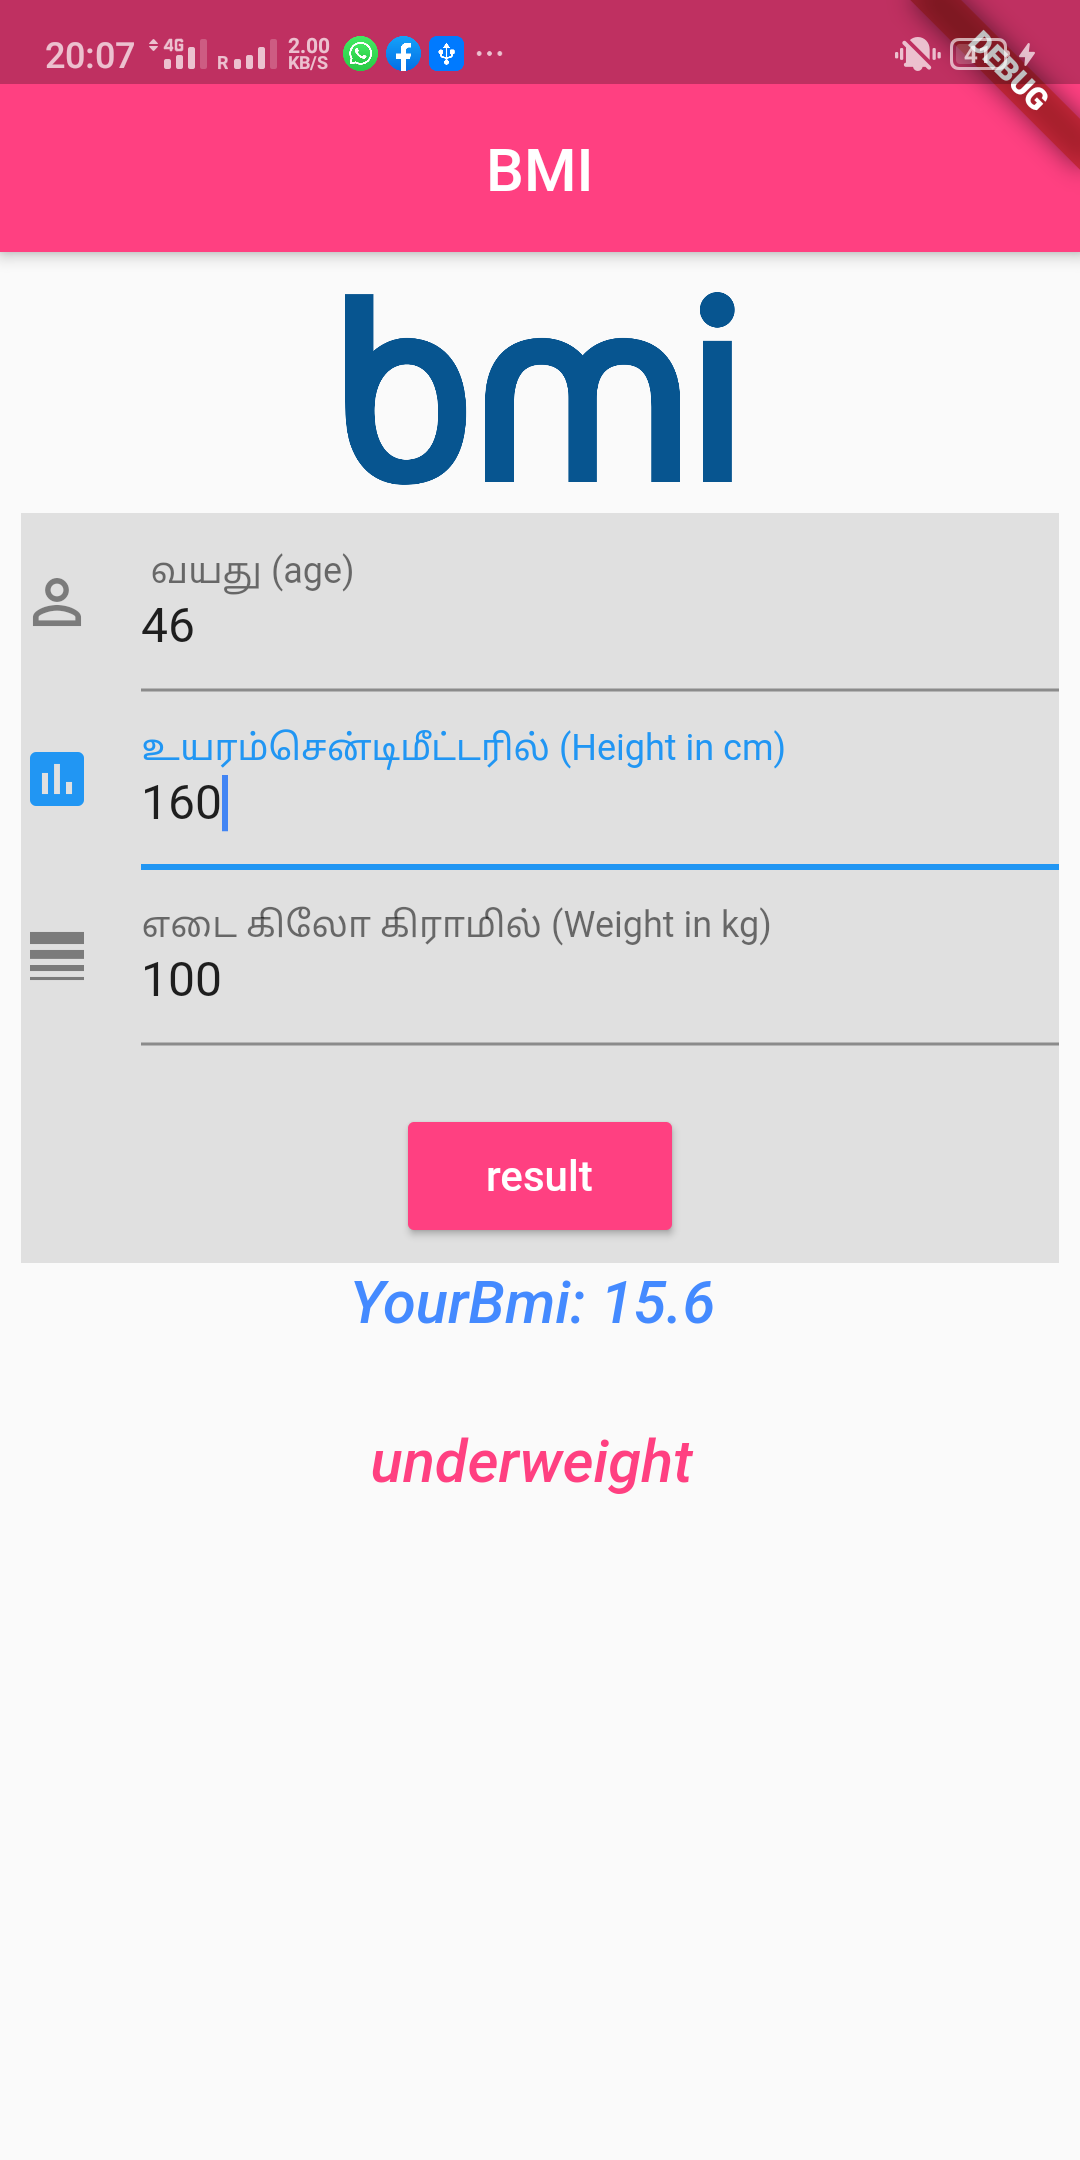 20:07 4G R 2.00 KB/S
DEBUG
BMI
bmi
வயது (age)
46
உயரம்சென்டிமீட்டரில் (Height in cm)
160
எடை கிலோ கிராமில் (Weight in kg)
100
result
YourBmi: 15.6
underweight